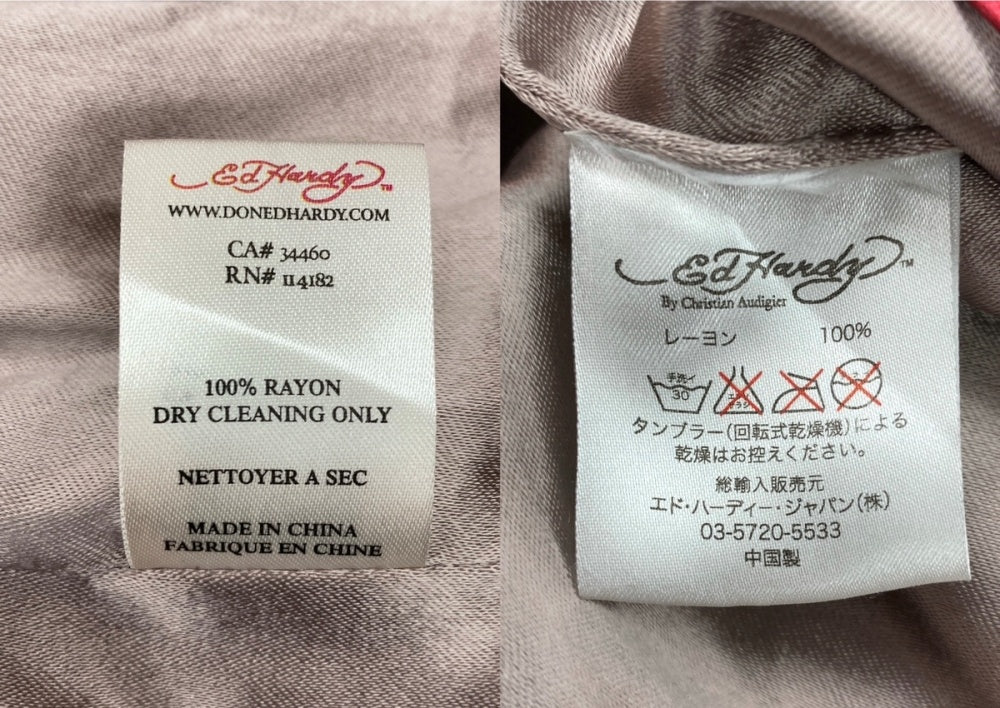 Ed Hardy™
WWW.DONEDHARDY.COM
CA# 34460
RN# 114182
100% RAYON
DRY CLEANING ONLY
NETTOYER A SEC
MADE IN CHINA
FABRIQUE EN CHINE
Ed Hardy™
By Christian Audigier
レーヨン 100%
手洗イ
30
タンブラー(回転式乾燥機)による
乾燥はお控えください。
総輸入販売元
エド・ハーディー・ジャパン(株)
03-5720-5533
中国製